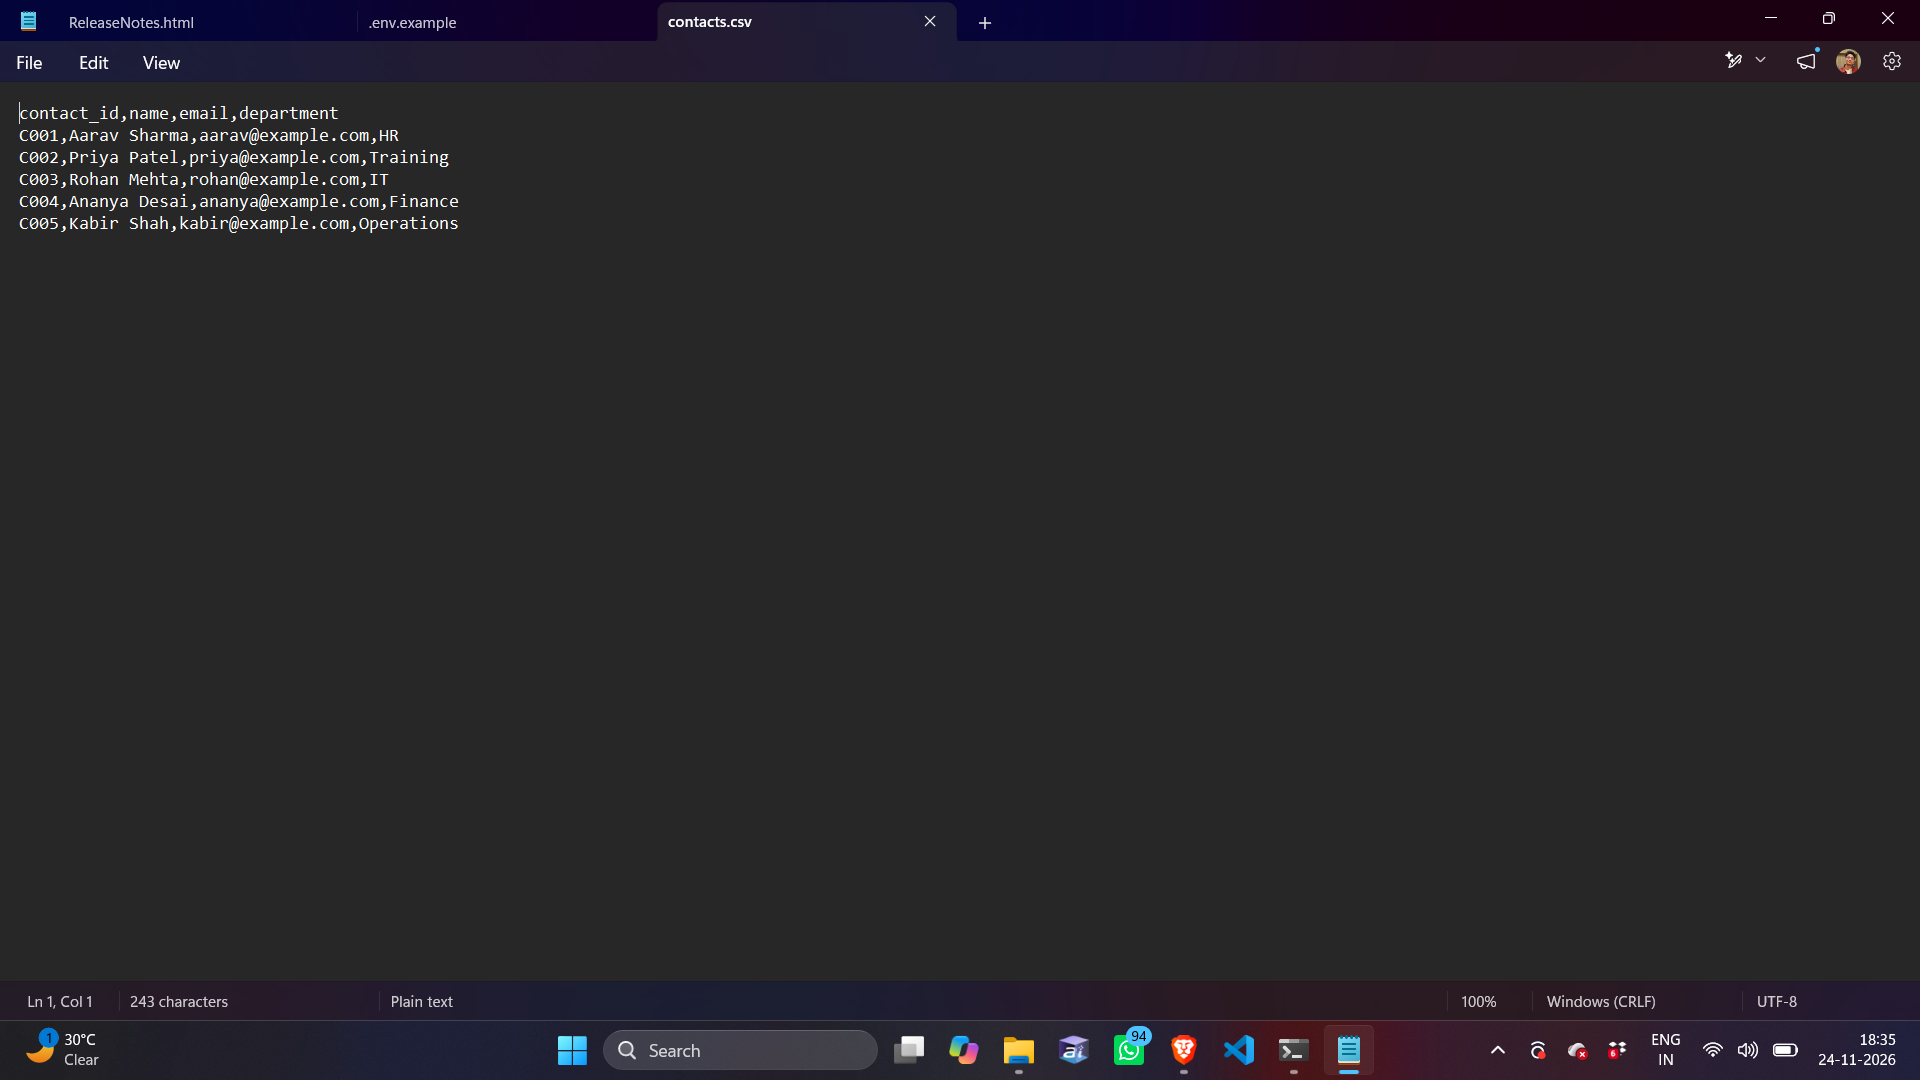 ReleaseNotes.html
.env.example
contacts.csv
File Edit View
contact_id,name,email,department
C001,Aarav Sharma,aarav@example.com,HR
C002,Priya Patel,priya@example.com,Training
C003,Rohan Mehta,rohan@example.com,IT
C004,Ananya Desai,ananya@example.com,Finance
C005,Kabir Shah,kabir@example.com,Operations
Ln 1, Col 1
243 characters
Plain text
100%
Windows (CRLF)
UTF-8
1
30°C
Clear
Search
ai
94
6
ENG
IN
18:35
24-11-2026